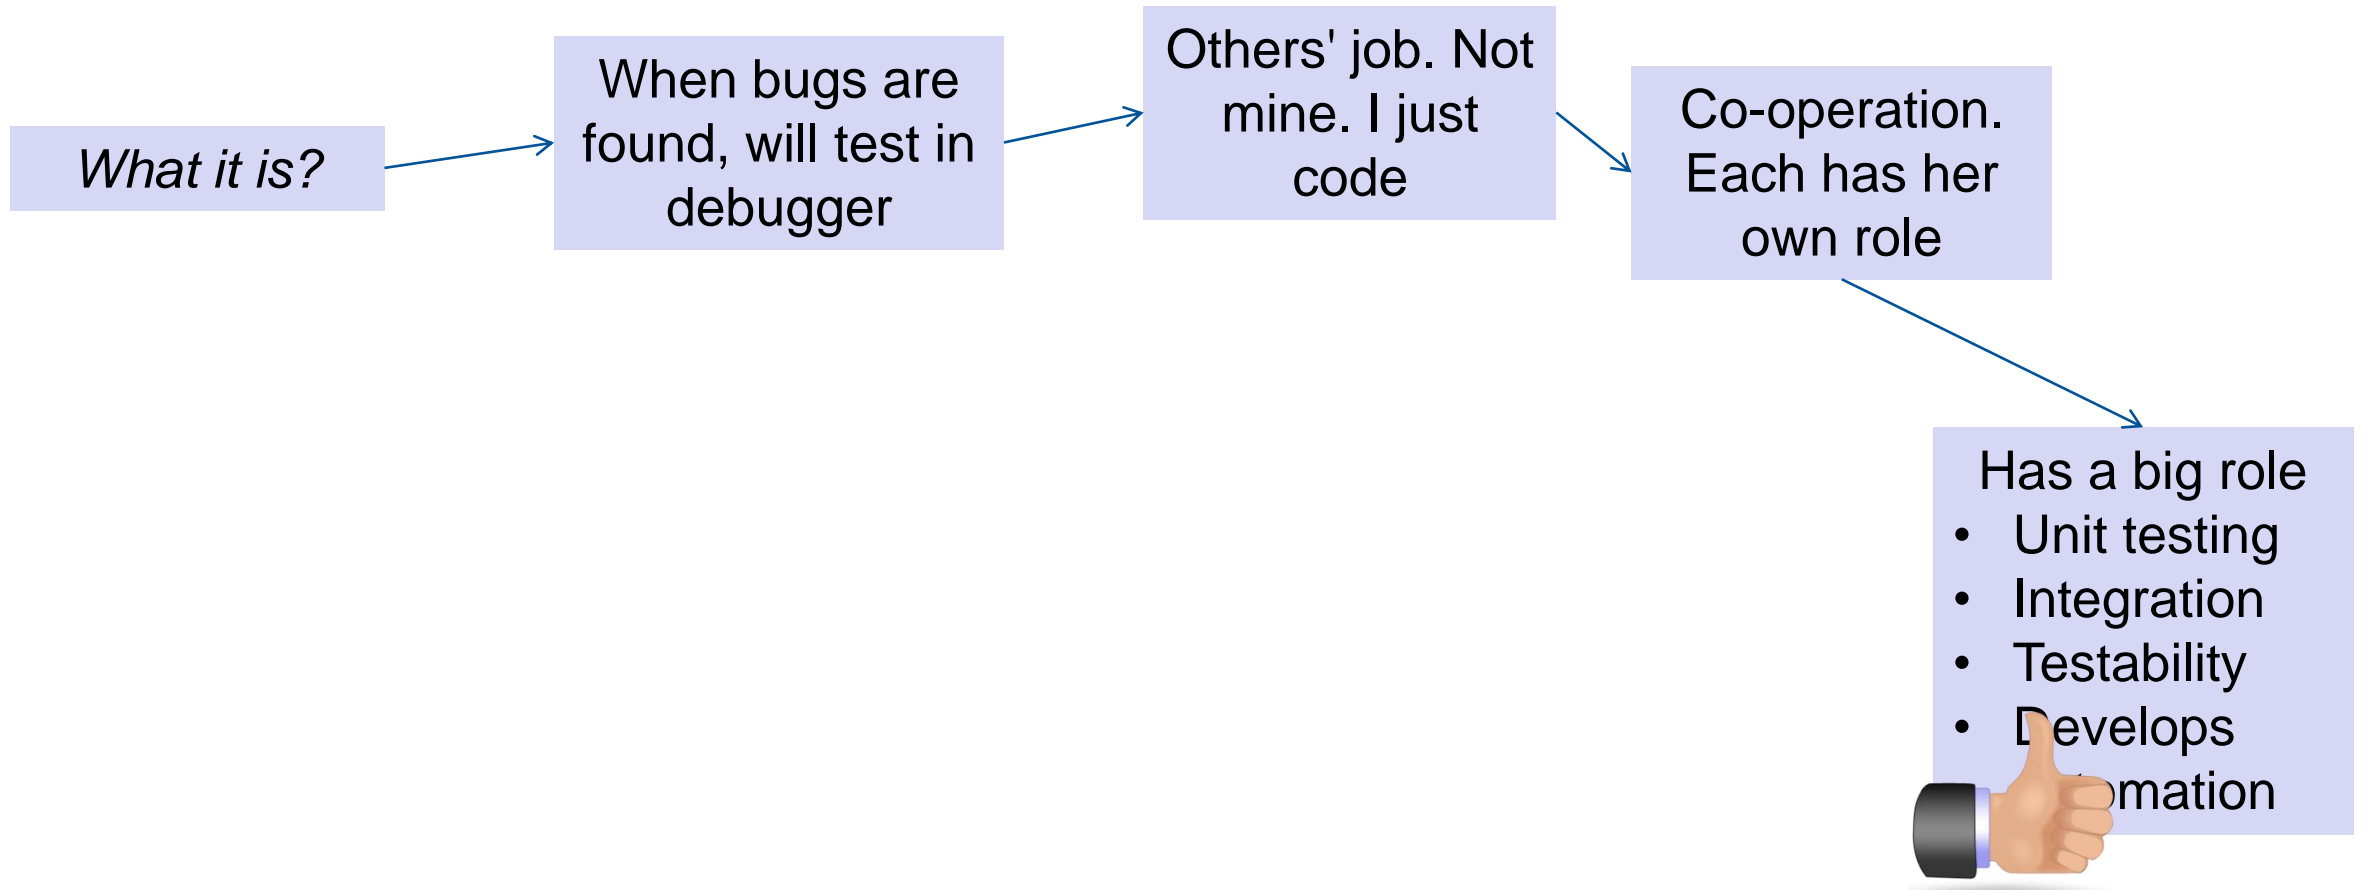 What it is?
When bugs are
found, will test in
debugger
Others' job. Not
mine. I just
code
Co-operation.
Each has her
own role
Has a big role
• Unit testing
• Integration
• Testability
• Develops